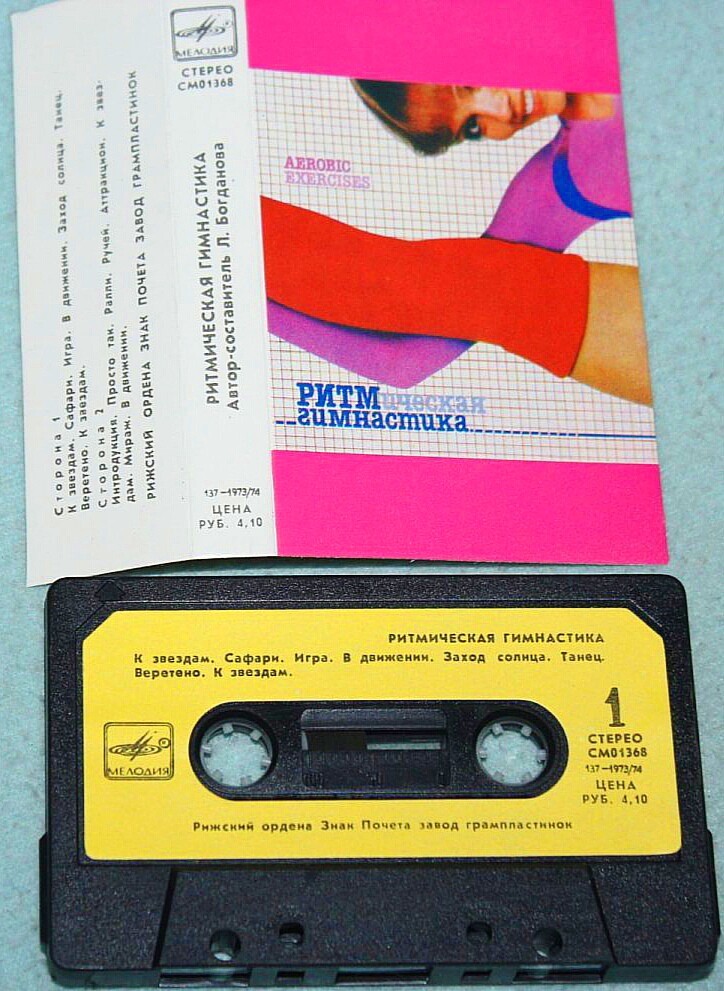 Сторона 1
К звездам. Сафари. Игра. В движении. Заход солнца. Танец.
Веретено. К звездам.
Сторона 2
Интродукция. Просто так. Ралли. Ручей. Аттракцион. К звез-
дам. Мираж. В движении.
РИЖСКИЙ ОРДЕНА ЗНАК ПОЧЕТА ЗАВОД ГРАМПЛАСТИНОК
МЕЛОДИЯ
СТЕРЕО
СМ01368
РИТМИЧЕСКАЯ ГИМНАСТИКА
Автор-составитель Л. Богданова
137—1973/74
ЦЕНА
РУБ. 4,10
AEROBIC
EXERCISES
РИТМическая
гимнастика
РИТМИЧЕСКАЯ ГИМНАСТИКА
К звездам. Сафари. Игра. В движении. Заход солнца. Танец.
Веретено. К звездам.
1
МЕЛОДИЯ
СТЕРЕО
СМ01368
137—1973/74
ЦЕНА
РУБ. 4,10
Рижский ордена Знак Почета завод грампластинок